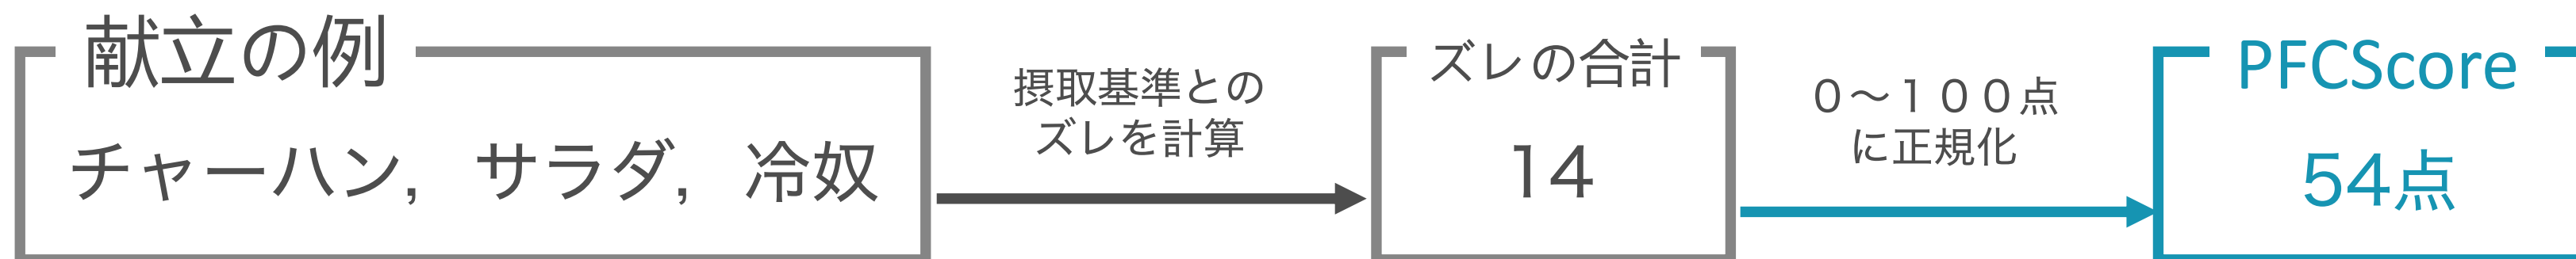 献立の例
チャーハン，サラダ，冷奴
摂取基準との
ズレを計算
ズレの合計
14
０～１００点
に正規化
PFCScore
54点